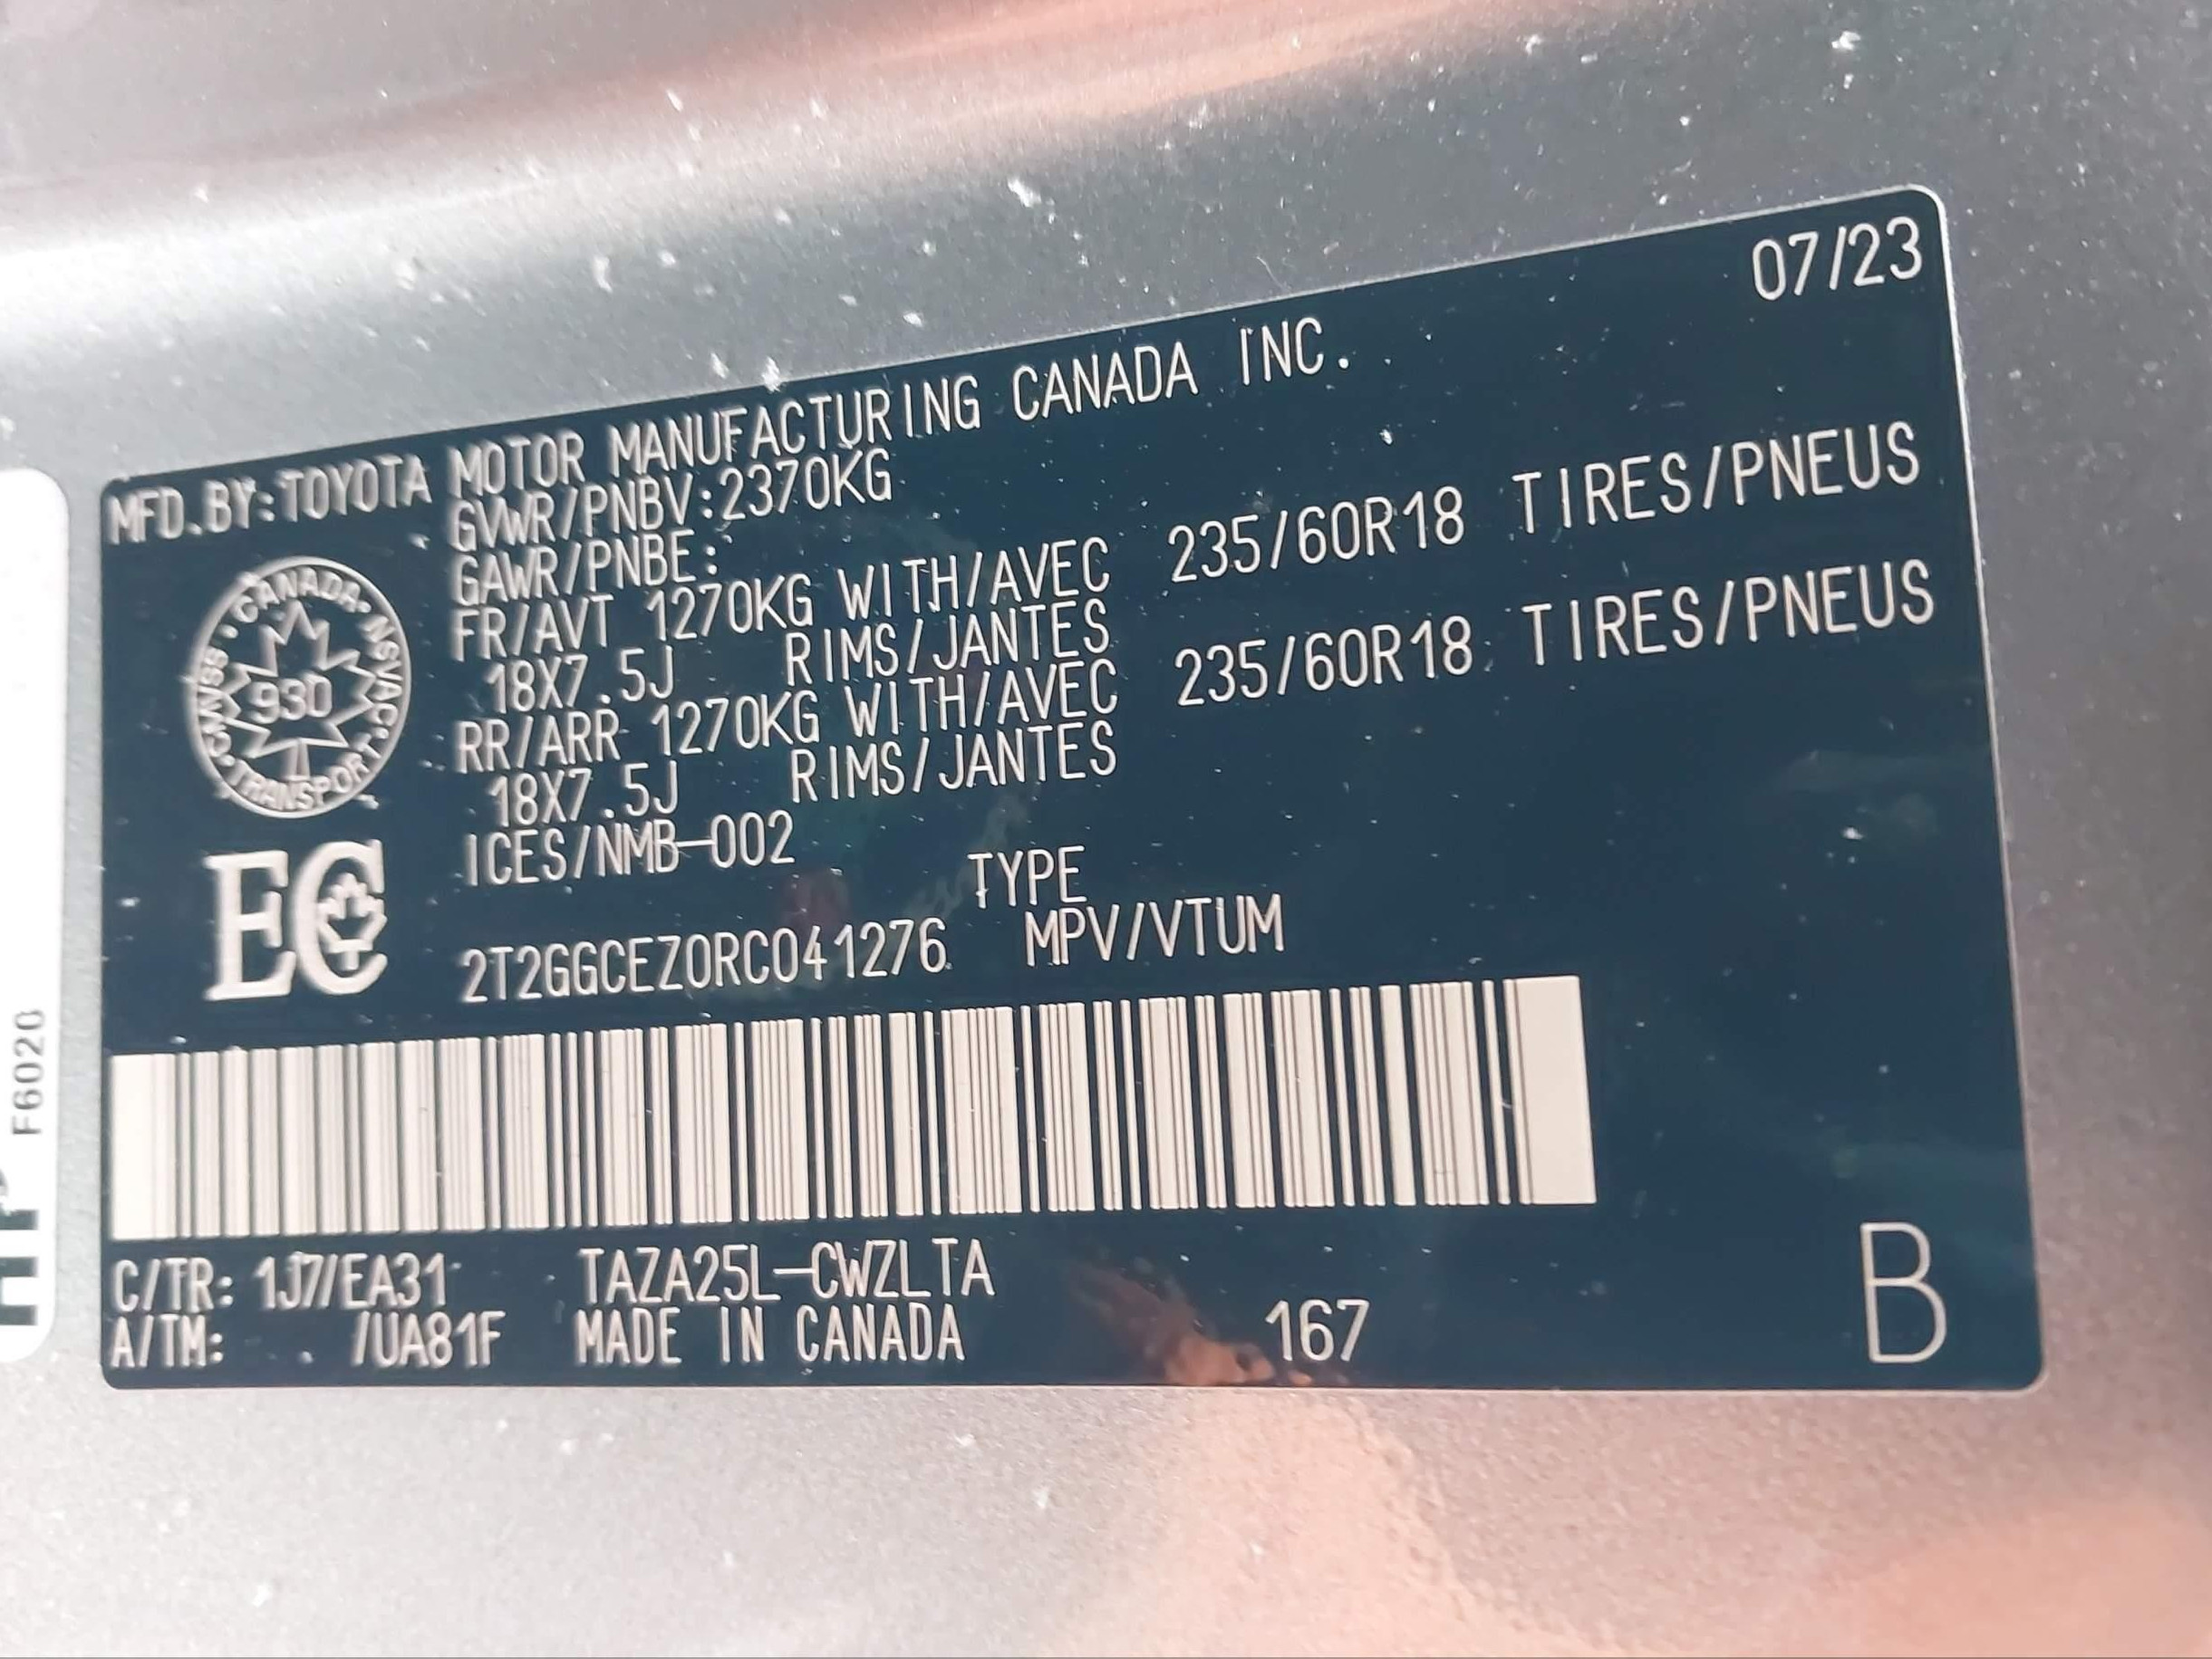 07/23
MFD.BY:TOYOTA MOTOR MANUFACTURING CANADA INC.
GVWR/PNBV:2370KG
GAWR/PNBE:
FR/AVT 1270KG WITH/AVEC 235/60R18 TIRES/PNEUS
18X7.5J RIMS/JANTES
RR/ARR 1270KG WITH/AVEC 235/60R18 TIRES/PNEUS
18X7.5J RIMS/JANTES
ICES/NMB-002
CANADA · NSVAC
930
CMVSS
TRANSPORT
EC
TYPE
2T2GGCEZ0RC041276 MPV/VTUM
C/TR: 1J7/EA31 TAZA25L-CWZLTA
A/TM: /UA81F MADE IN CANADA 167
B
F6026